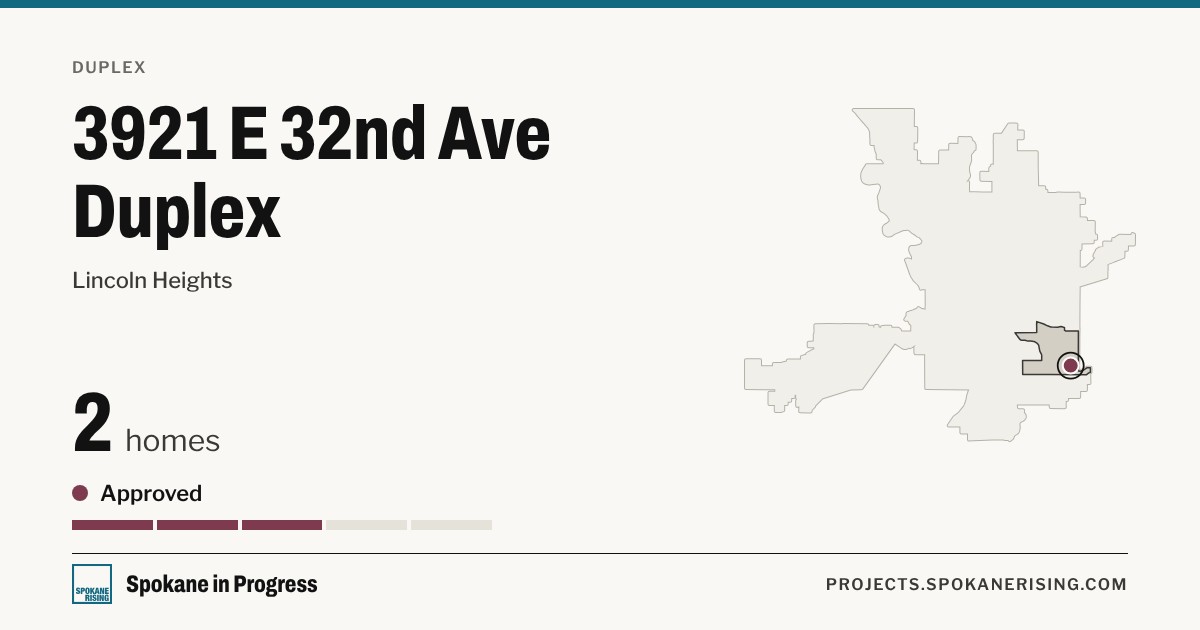 DUPLEX
3921 E 32nd Ave
Duplex
Lincoln Heights
2 homes
Approved
SPOKANE
RISING
Spokane in Progress
PROJECTS.SPOKANERISING.COM